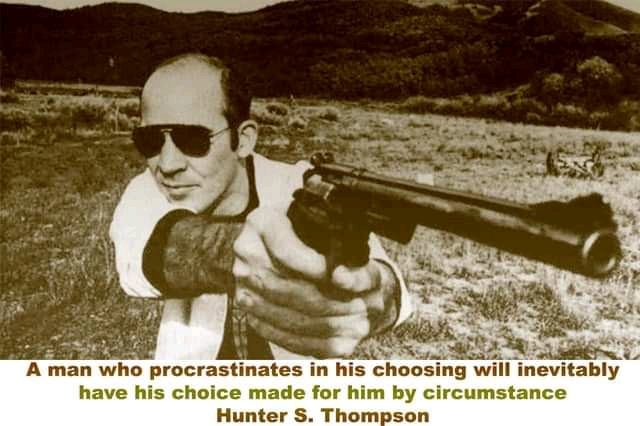 A man who procrastinates in his choosing will inevitably
have his choice made for him by circumstance
Hunter S. Thompson